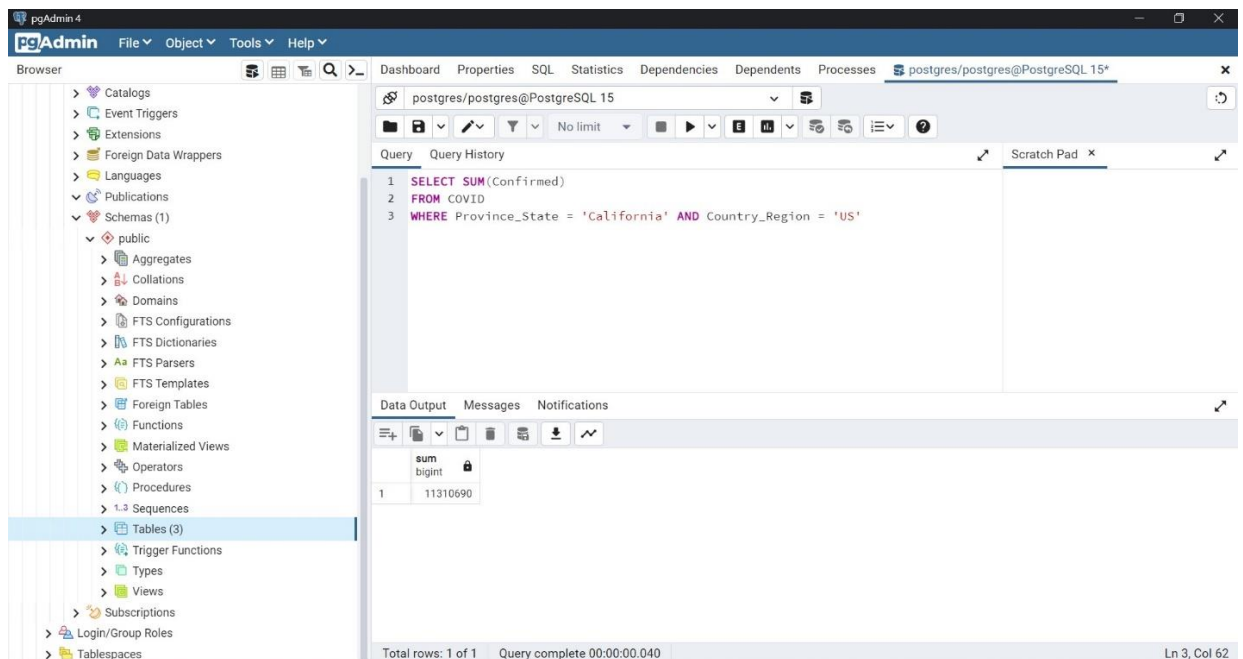 pgAdmin 4
pgAdmin File Object Tools Help
Browser
Catalogs
Event Triggers
Extensions
Foreign Data Wrappers
Languages
Publications
Schemas (1)
public
Aggregates
Collations
Domains
FTS Configurations
FTS Dictionaries
FTS Parsers
FTS Templates
Foreign Tables
Functions
Materialized Views
Operators
Procedures
1..3 Sequences
Tables (3)
Trigger Functions
Types
Views
Subscriptions
Login/Group Roles
Tablespaces
Dashboard Properties SQL Statistics Dependencies Dependents Processes postgres/postgres@PostgreSQL 15*
postgres/postgres@PostgreSQL 15
No limit
Query Query History
Scratch Pad
1 SELECT SUM(Confirmed)
2 FROM COVID
3 WHERE Province_State = 'California' AND Country_Region = 'US'
Data Output Messages Notifications
sum
bigint
1 11310690
Total rows: 1 of 1 Query complete 00:00:00.040 Ln 3, Col 62